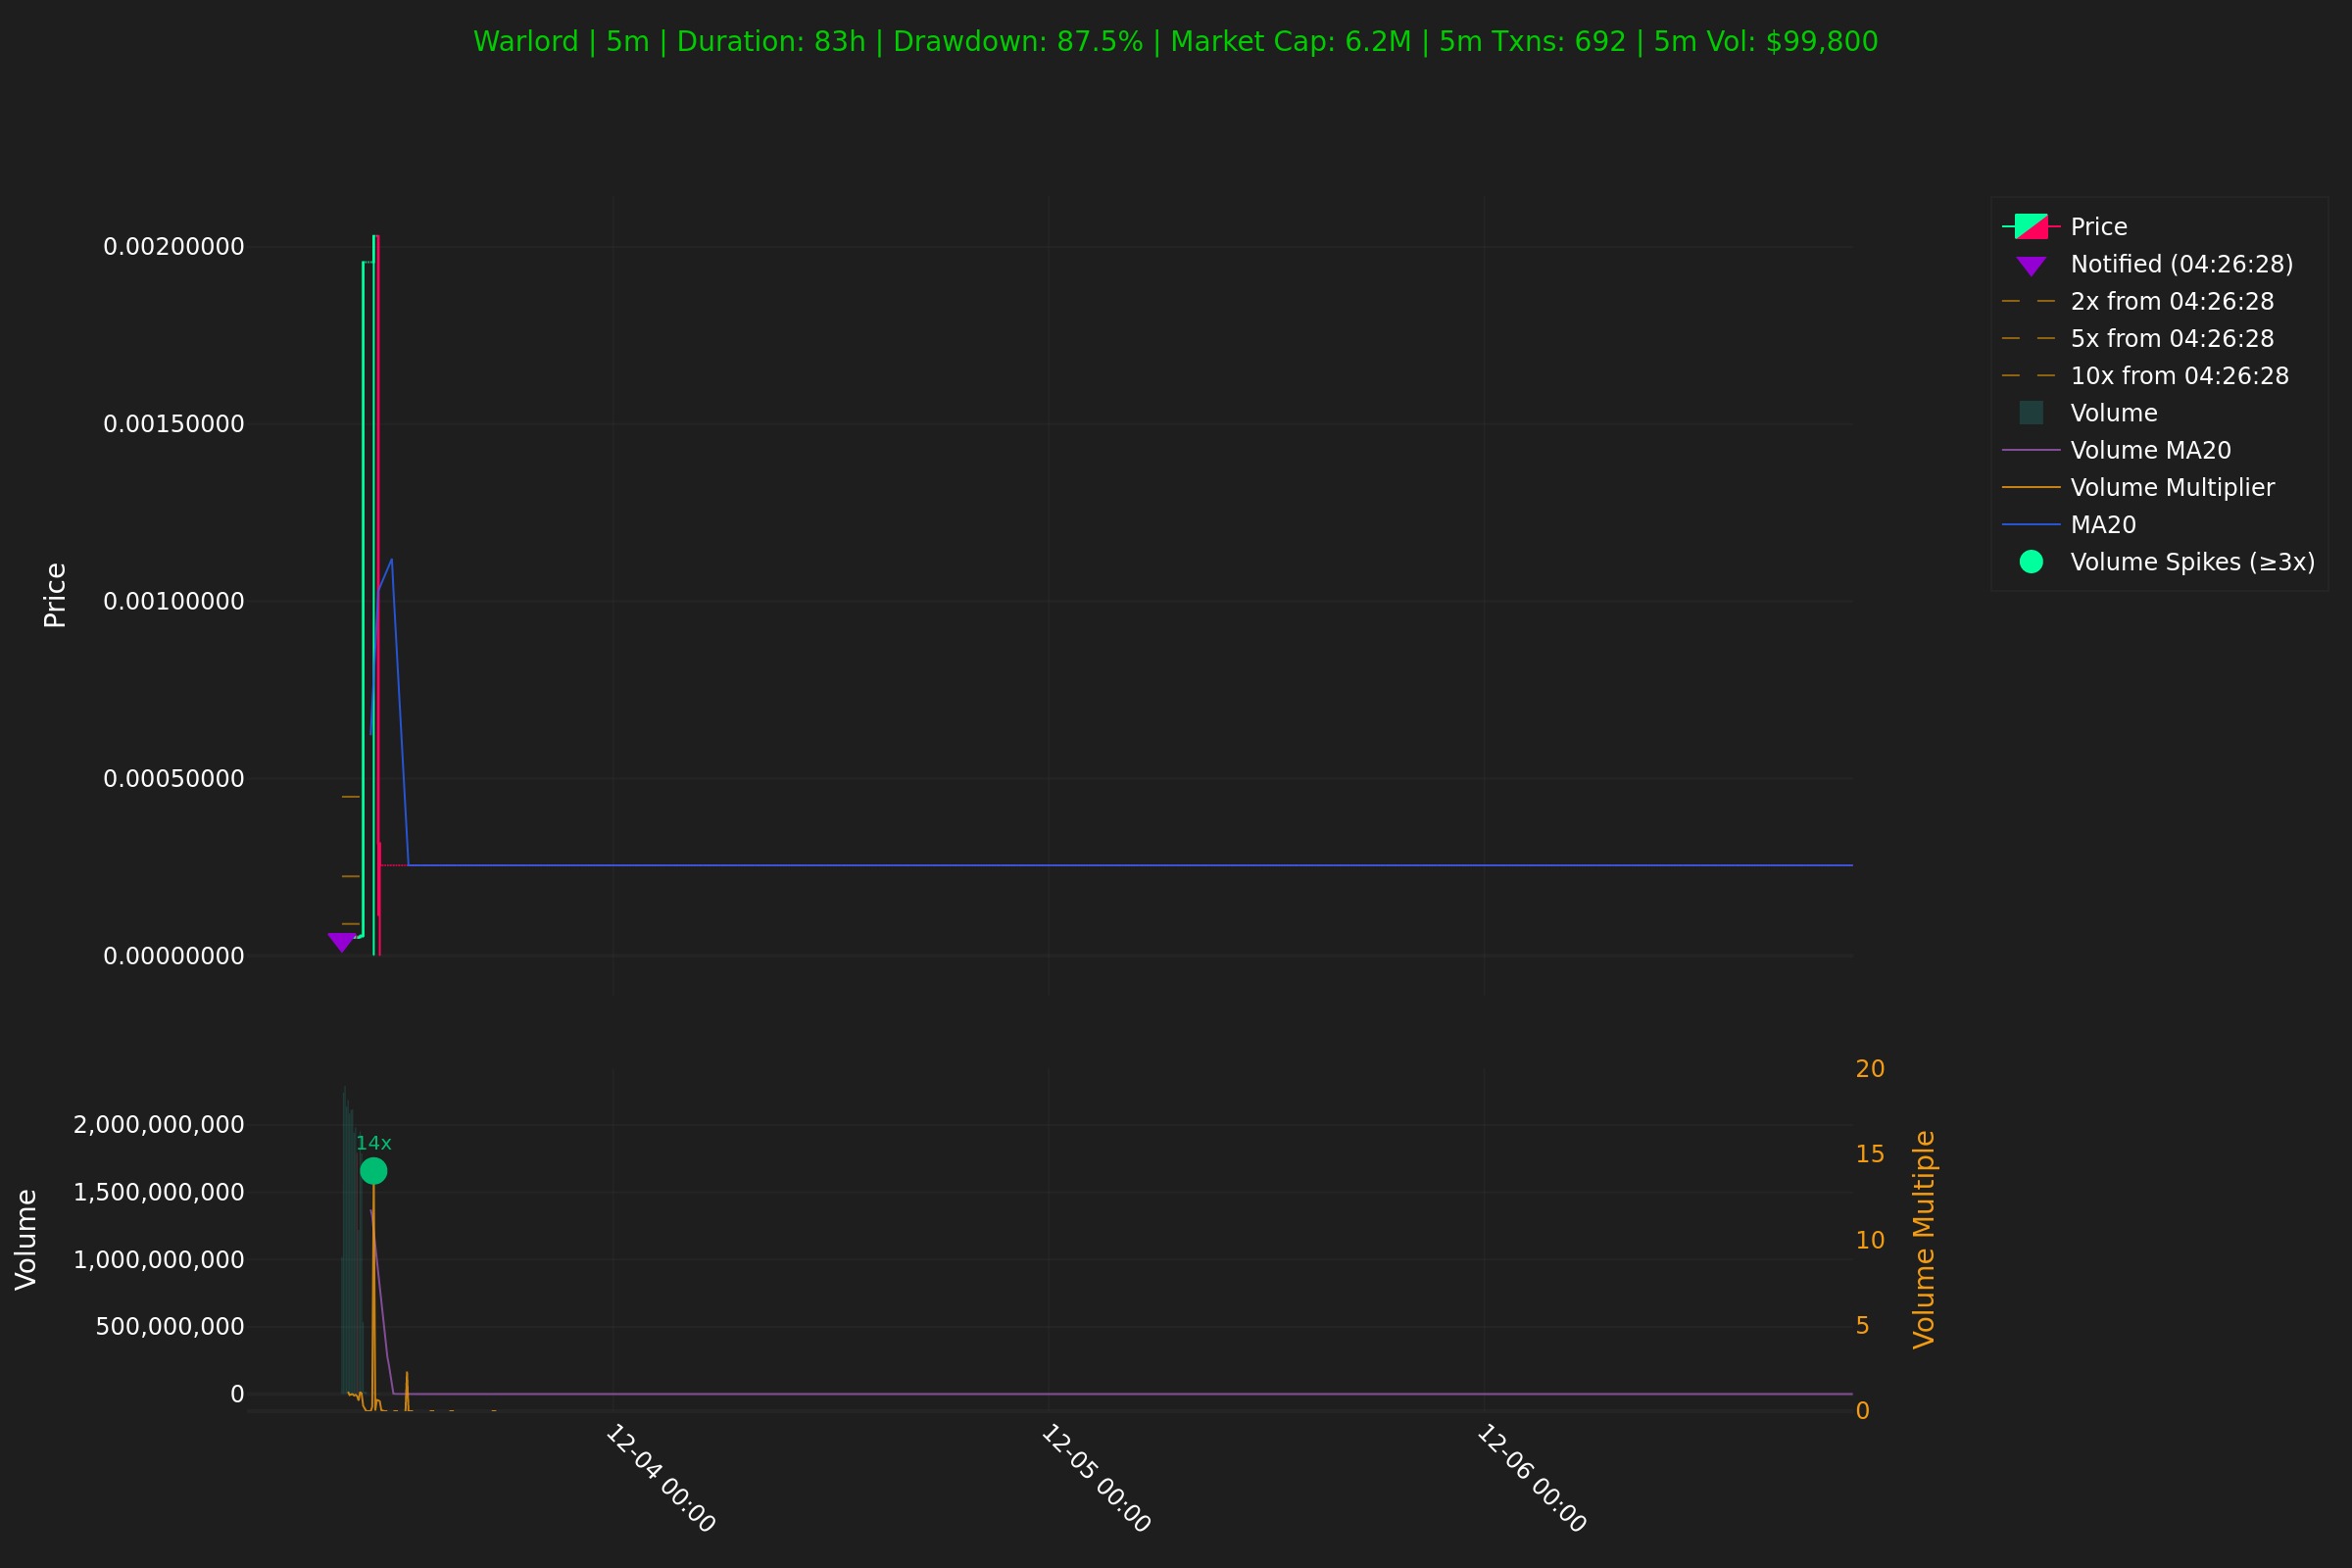 Warlord | 5m | Duration: 83h | Drawdown: 87.5% | Market Cap: 6.2M | 5m Txns: 692 | 5m Vol: $99,800
Price
0.00200000
0.00150000
0.00100000
0.00050000
0.00000000
Price
Notified (04:26:28)
2x from 04:26:28
5x from 04:26:28
10x from 04:26:28
Volume
Volume MA20
Volume Multiplier
MA20
Volume Spikes (≥3x)
Volume
2,000,000,000
1,500,000,000
1,000,000,000
500,000,000
0
14x
20
15
10
5
0
Volume Multiple
12-04 00:00
12-05 00:00
12-06 00:00